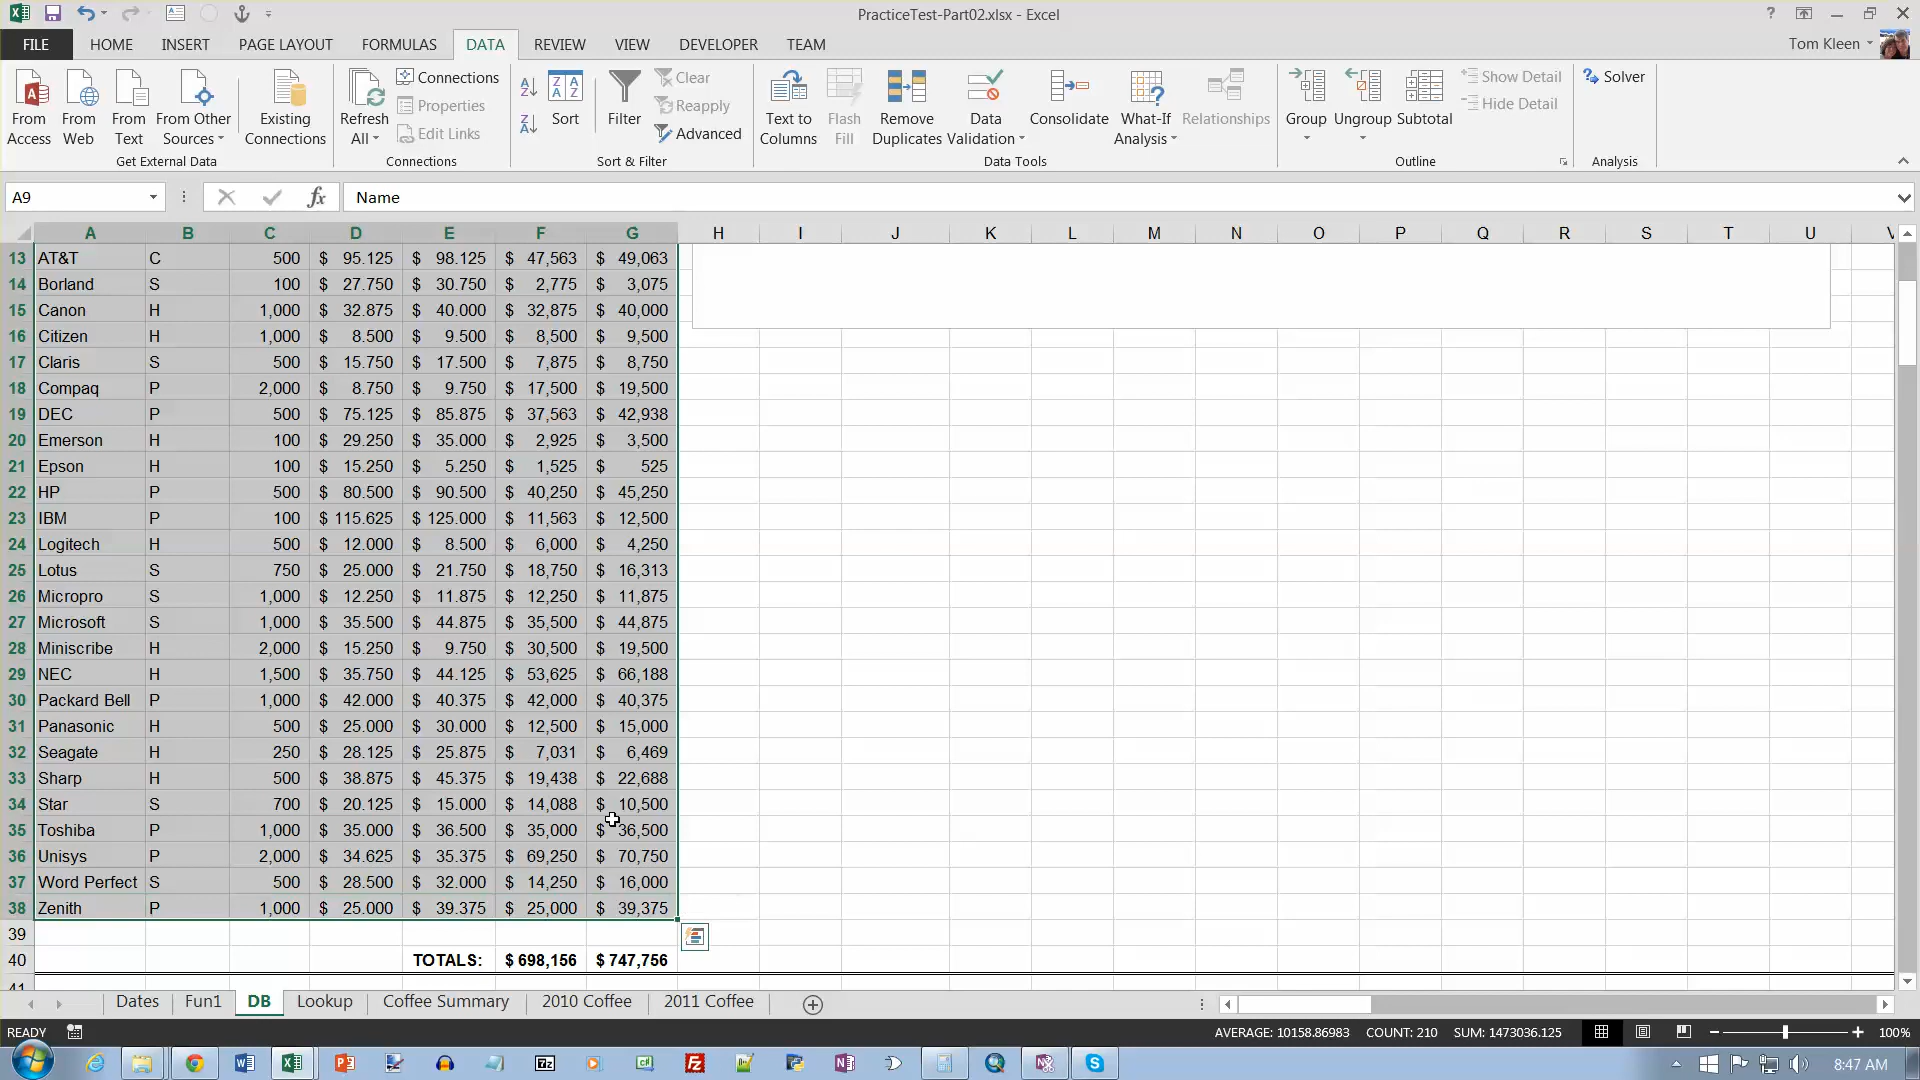 PracticeTest-Part02.xlsx - Excel
FILE HOME INSERT PAGE LAYOUT FORMULAS DATA REVIEW VIEW DEVELOPER TEAM Tom Kleen
From Access From Web From Text From Other Sources Existing Connections Refresh All Connections Properties Edit Links Sort Filter Clear Reapply Advanced Text to Columns Flash Fill Remove Duplicates Data Validation Consolidate What-If Analysis Relationships Group Ungroup Subtotal Show Detail Hide Detail Solver
Get External Data Connections Sort & Filter Data Tools Outline Analysis
A9 fx Name
A B C D E F G H I J K L M N O P Q R S T U V
13 AT&T C 500 $ 95.125 $ 98.125 $ 47,563 $ 49,063
14 Borland S 100 $ 27.750 $ 30.750 $ 2,775 $ 3,075
15 Canon H 1,000 $ 32.875 $ 40.000 $ 32,875 $ 40,000
16 Citizen H 1,000 $ 8.500 $ 9.500 $ 8,500 $ 9,500
17 Claris S 500 $ 15.750 $ 17.500 $ 7,875 $ 8,750
18 Compaq P 2,000 $ 8.750 $ 9.750 $ 17,500 $ 19,500
19 DEC P 500 $ 75.125 $ 85.875 $ 37,563 $ 42,938
20 Emerson H 100 $ 29.250 $ 35.000 $ 2,925 $ 3,500
21 Epson H 100 $ 15.250 $ 5.250 $ 1,525 $ 525
22 HP P 500 $ 80.500 $ 90.500 $ 40,250 $ 45,250
23 IBM P 100 $ 115.625 $ 125.000 $ 11,563 $ 12,500
24 Logitech H 500 $ 12.000 $ 8.500 $ 6,000 $ 4,250
25 Lotus S 750 $ 25.000 $ 21.750 $ 18,750 $ 16,313
26 Micropro S 1,000 $ 12.250 $ 11.875 $ 12,250 $ 11,875
27 Microsoft S 1,000 $ 35.500 $ 44.875 $ 35,500 $ 44,875
28 Miniscribe H 2,000 $ 15.250 $ 9.750 $ 30,500 $ 19,500
29 NEC H 1,500 $ 35.750 $ 44.125 $ 53,625 $ 66,188
30 Packard Bell P 1,000 $ 42.000 $ 40.375 $ 42,000 $ 40,375
31 Panasonic H 500 $ 25.000 $ 30.000 $ 12,500 $ 15,000
32 Seagate H 250 $ 28.125 $ 25.875 $ 7,031 $ 6,469
33 Sharp H 500 $ 38.875 $ 45.375 $ 19,438 $ 22,688
34 Star S 700 $ 20.125 $ 15.000 $ 14,088 $ 10,500
35 Toshiba P 1,000 $ 35.000 $ 36.500 $ 35,000 $ 36,500
36 Unisys P 2,000 $ 34.625 $ 35.375 $ 69,250 $ 70,750
37 Word Perfect S 500 $ 28.500 $ 32.000 $ 14,250 $ 16,000
38 Zenith P 1,000 $ 25.000 $ 39.375 $ 25,000 $ 39,375
39
40 TOTALS: $ 698,156 $ 747,756
41
Dates Fun1 DB Lookup Coffee Summary 2010 Coffee 2011 Coffee
READY AVERAGE: 10158.86983 COUNT: 210 SUM: 1473036.125 100%
8:47 AM